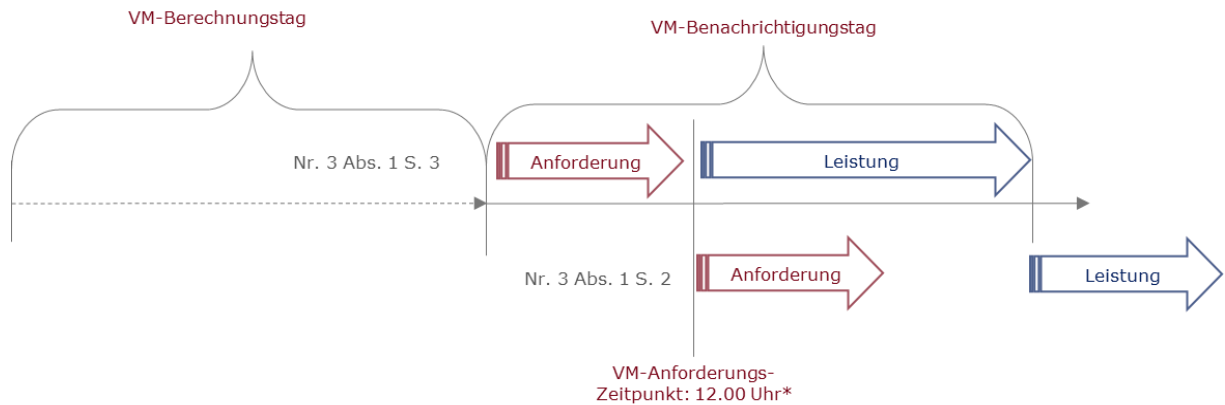 VM-Berechnungstag
VM-Benachrichtigungstag
Nr. 3 Abs. 1 S. 3
Anforderung
Leistung
Nr. 3 Abs. 1 S. 2
Anforderung
Leistung
VM-Anforderungs-
Zeitpunkt: 12.00 Uhr*